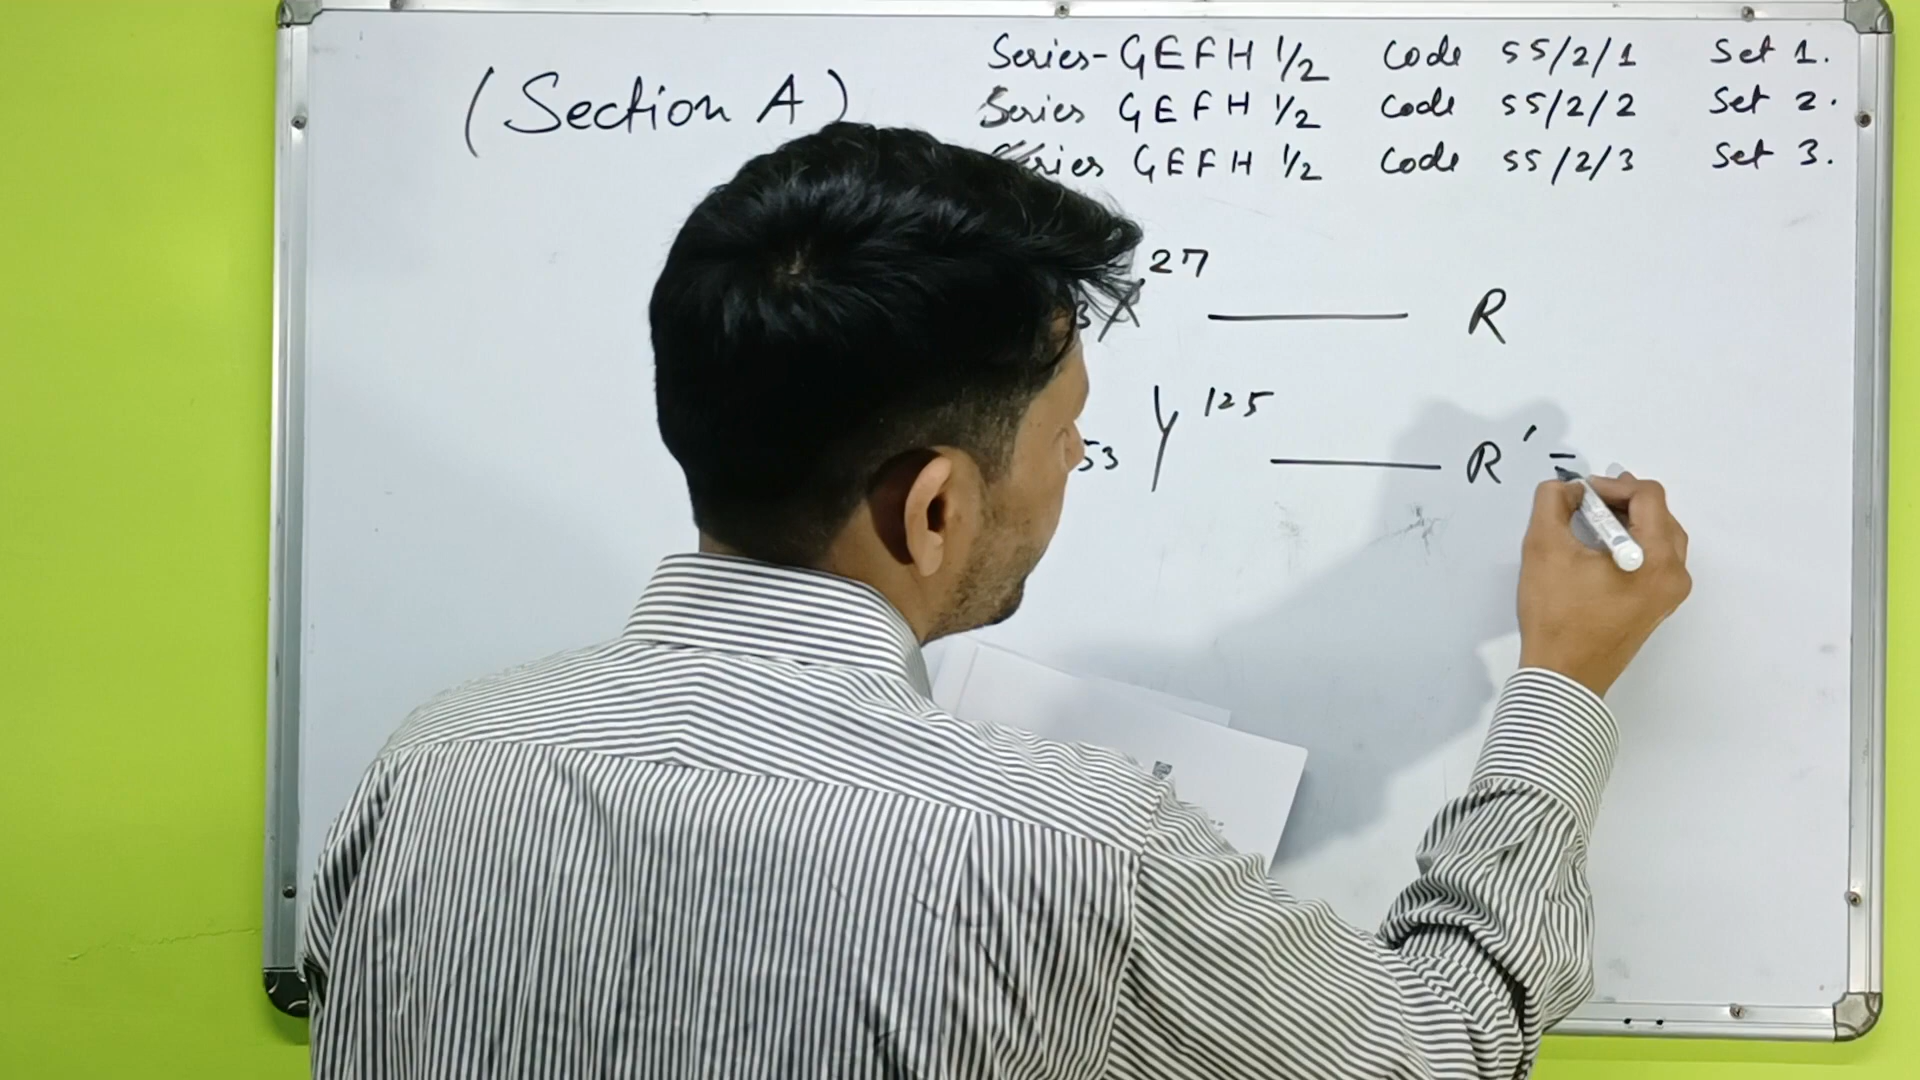 (Section A)
Series-GEFH 1/2 Code 55/2/1 Set 1.
Series GEFH 1/2 Code 55/2/2 Set 2.
GEFH 1/2 Code 55/2/3 Set 3.
X 27 — R
53 Y 125 — R' =